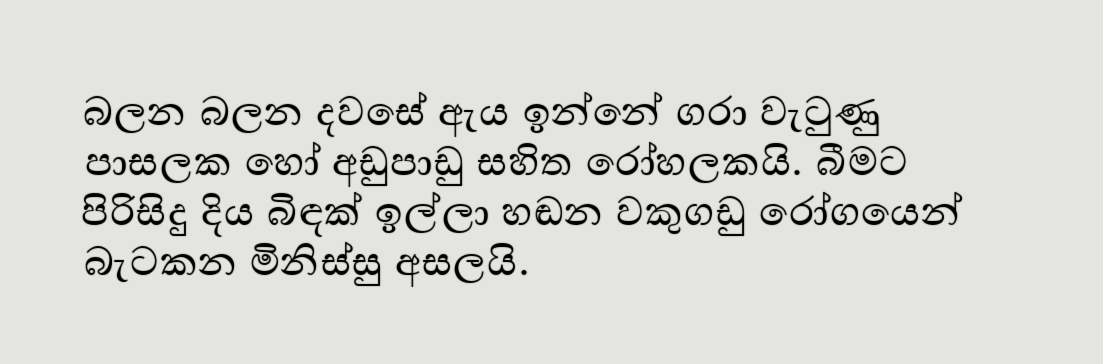 බලන බලන දවසේ ඇය ඉන්නේ ගරා වැටුණු
පාසලක හෝ අඩුපාඩු සහිත රෝහලකයි. බීමට
පිරිසිදු දිය බිඳක් ඉල්ලා හඬන වකුගඩු රෝගයෙන්
බැටකන මිනිස්සු අසලයි.